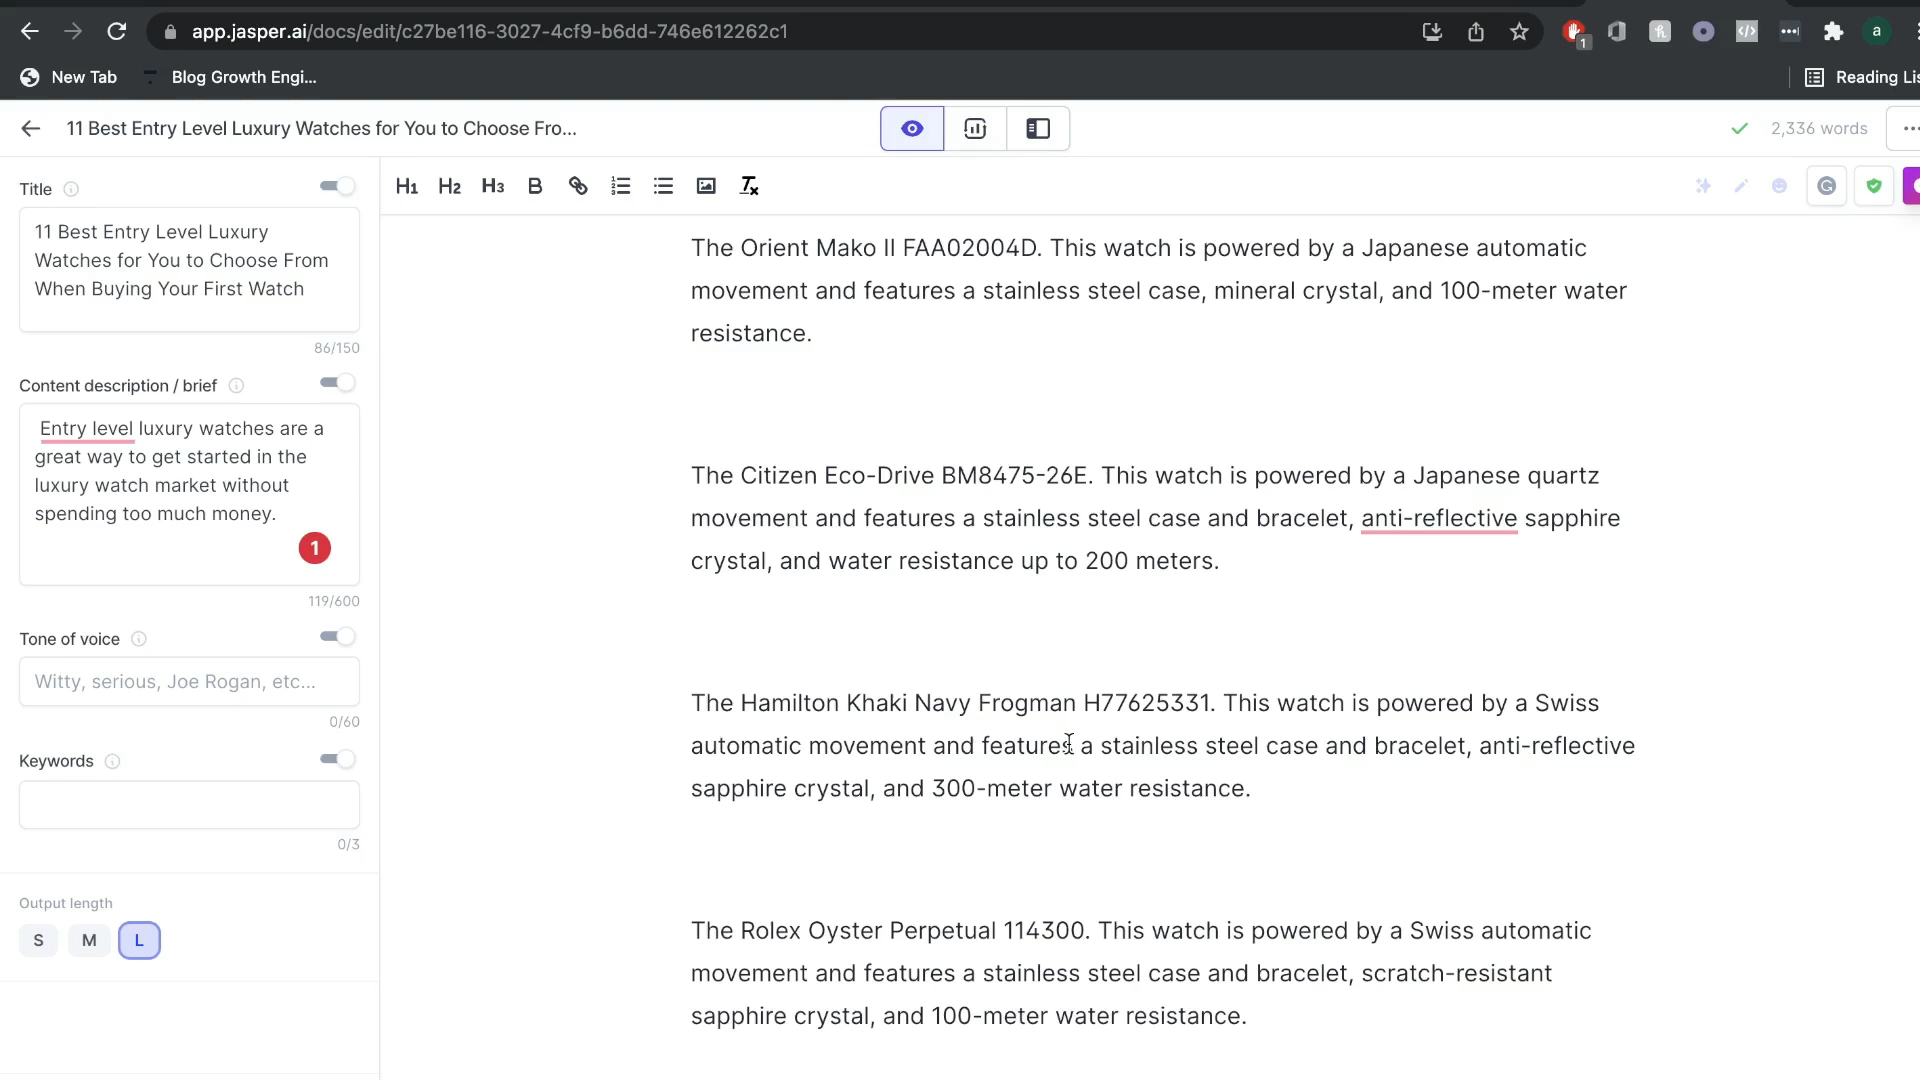 app.jasper.ai/docs/edit/c27be116-3027-4cf9-b6dd-746e612262c1
1
a
New Tab
Blog Growth Engi...
Reading Lis
11 Best Entry Level Luxury Watches for You to Choose Fro...
2,336 words
Title
H1 H2 H3 B
11 Best Entry Level Luxury
Watches for You to Choose From
When Buying Your First Watch
86/150
Content description / brief
Entry level luxury watches are a
great way to get started in the
luxury watch market without
spending too much money.
1
119/600
Tone of voice
Witty, serious, Joe Rogan, etc...
0/60
Keywords
0/3
Output length
S M L
The Orient Mako II FAA02004D. This watch is powered by a Japanese automatic
movement and features a stainless steel case, mineral crystal, and 100-meter water
resistance.
The Citizen Eco-Drive BM8475-26E. This watch is powered by a Japanese quartz
movement and features a stainless steel case and bracelet, anti-reflective sapphire
crystal, and water resistance up to 200 meters.
The Hamilton Khaki Navy Frogman H77625331. This watch is powered by a Swiss
automatic movement and features a stainless steel case and bracelet, anti-reflective
sapphire crystal, and 300-meter water resistance.
The Rolex Oyster Perpetual 114300. This watch is powered by a Swiss automatic
movement and features a stainless steel case and bracelet, scratch-resistant
sapphire crystal, and 100-meter water resistance.